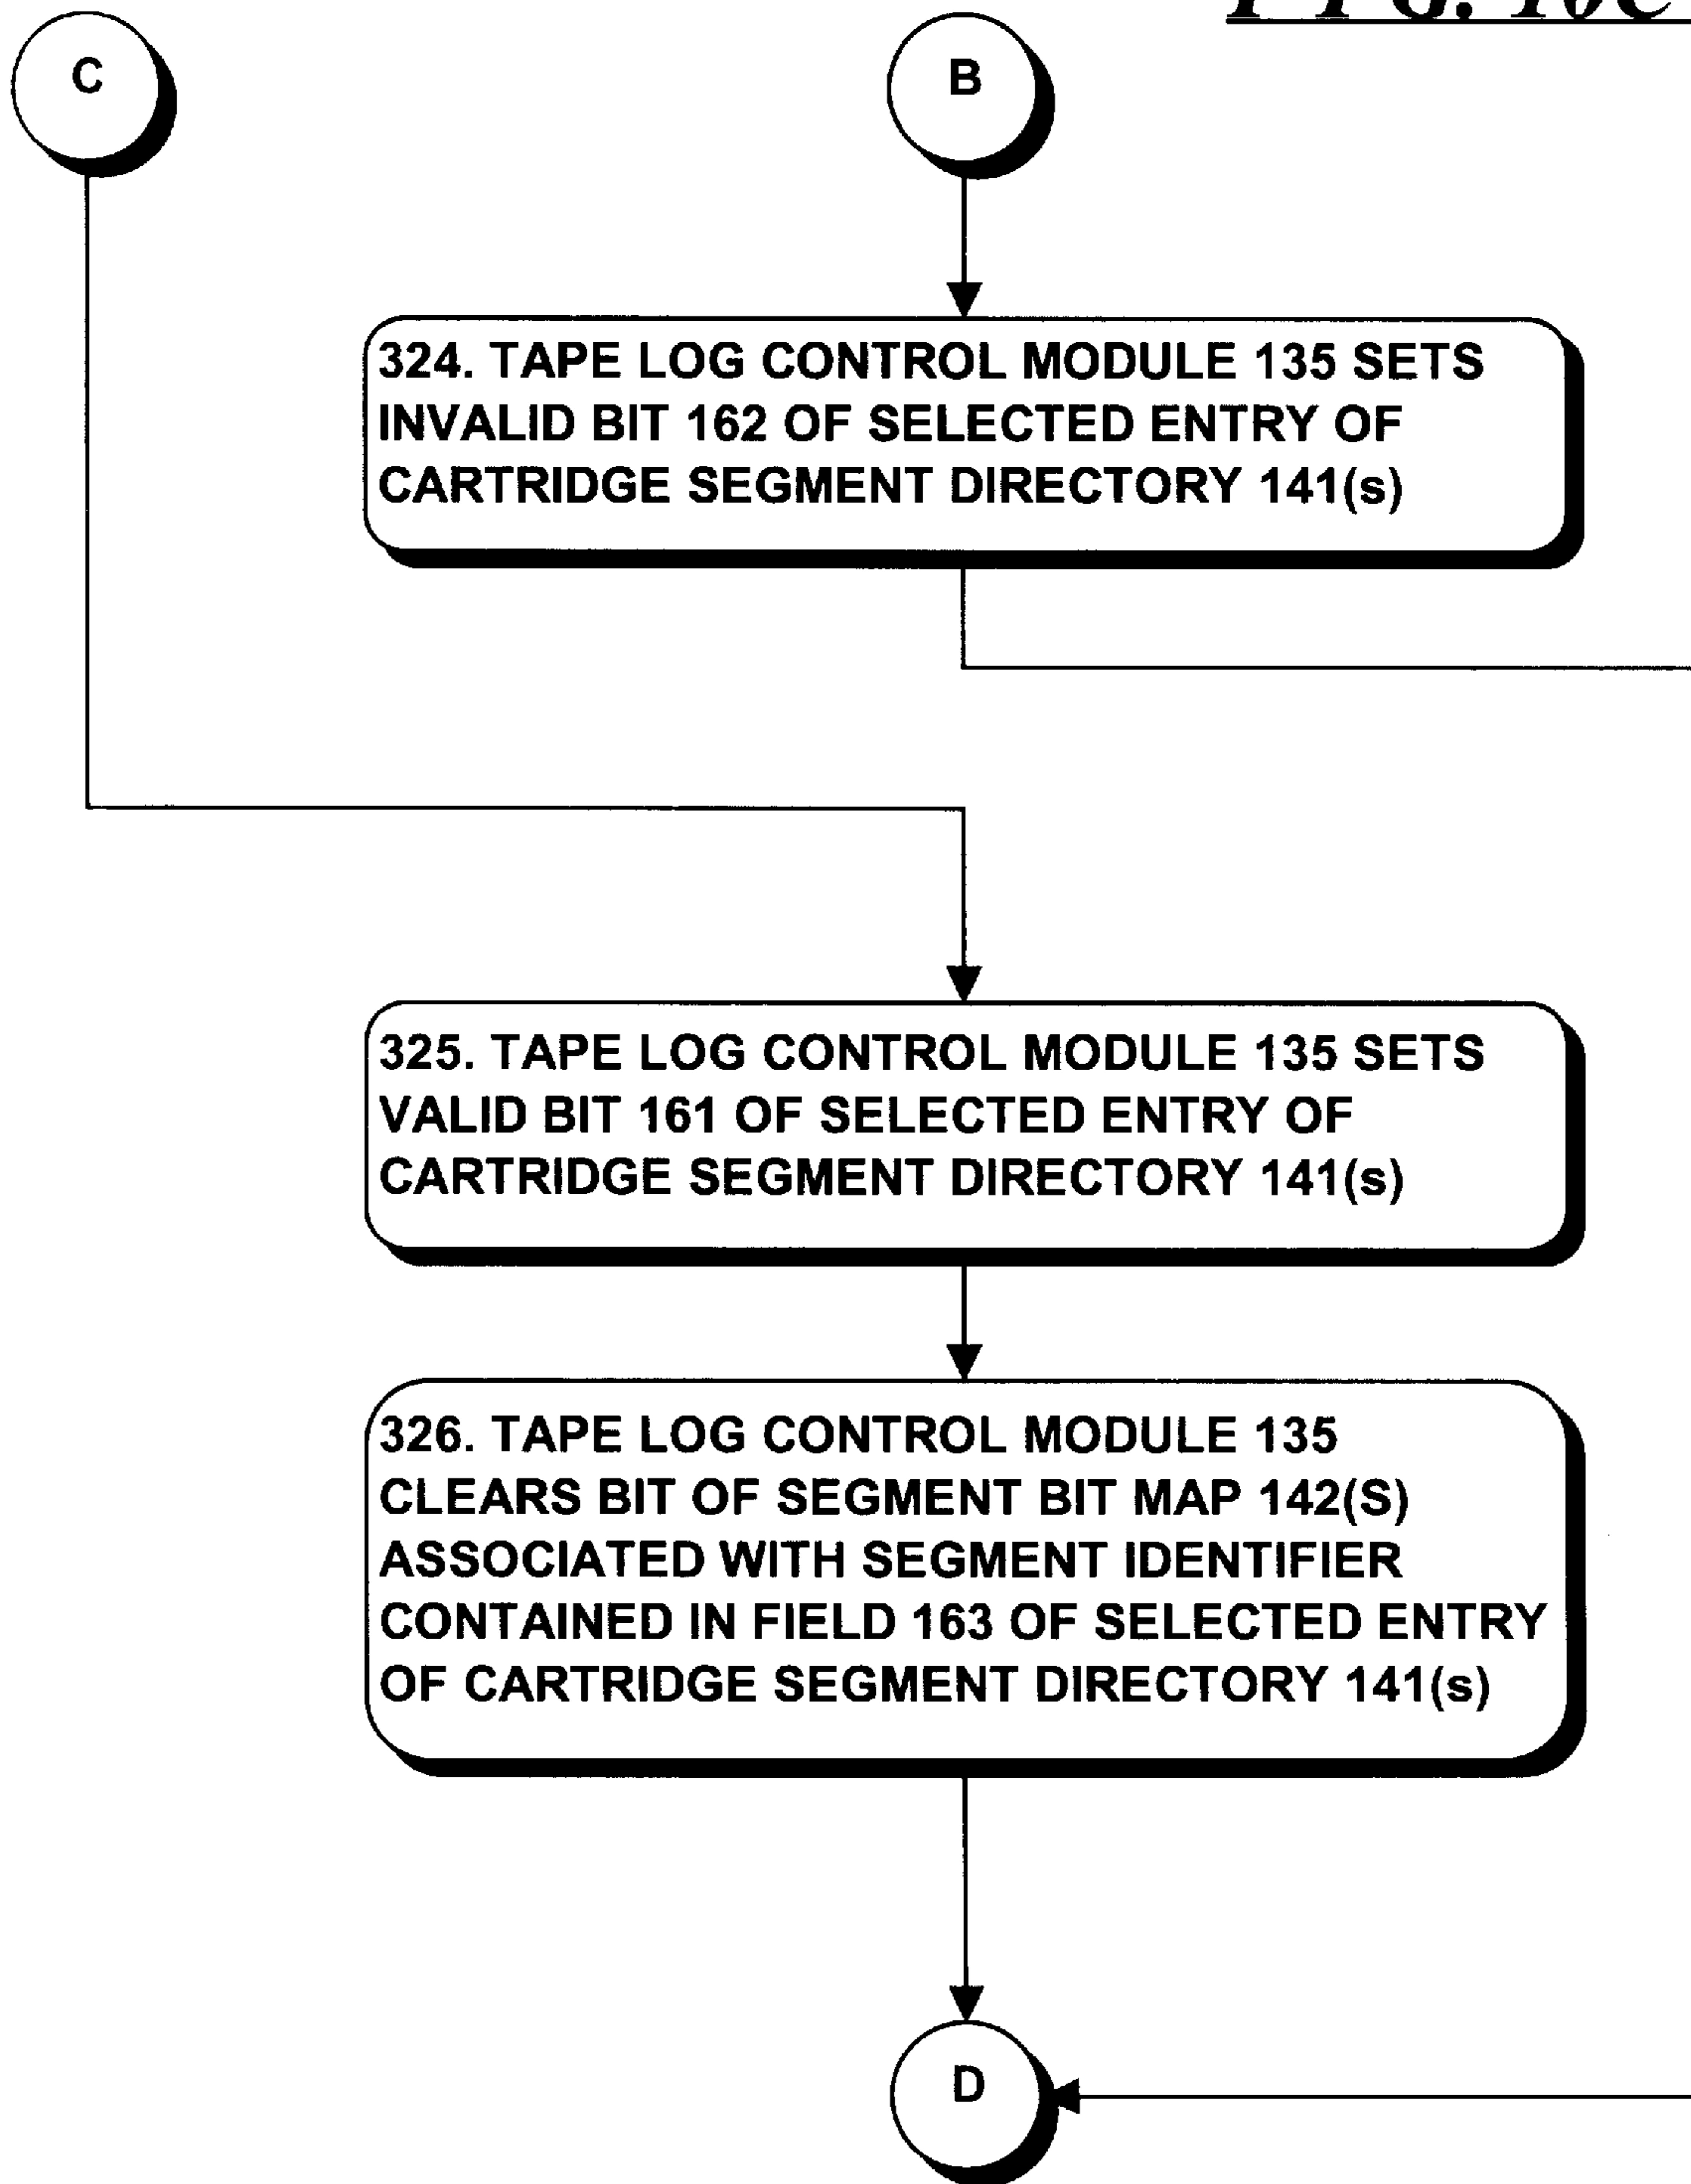 C
B
324. TAPE LOG CONTROL MODULE 135 SETS
INVALID BIT 162 OF SELECTED ENTRY OF
CARTRIDGE SEGMENT DIRECTORY 141(s)
325. TAPE LOG CONTROL MODULE 135 SETS
VALID BIT 161 OF SELECTED ENTRY OF
CARTRIDGE SEGMENT DIRECTORY 141(s)
326. TAPE LOG CONTROL MODULE 135
CLEARS BIT OF SEGMENT BIT MAP 142(S)
ASSOCIATED WITH SEGMENT IDENTIFIER
CONTAINED IN FIELD 163 OF SELECTED ENTRY
OF CARTRIDGE SEGMENT DIRECTORY 141(s)
D